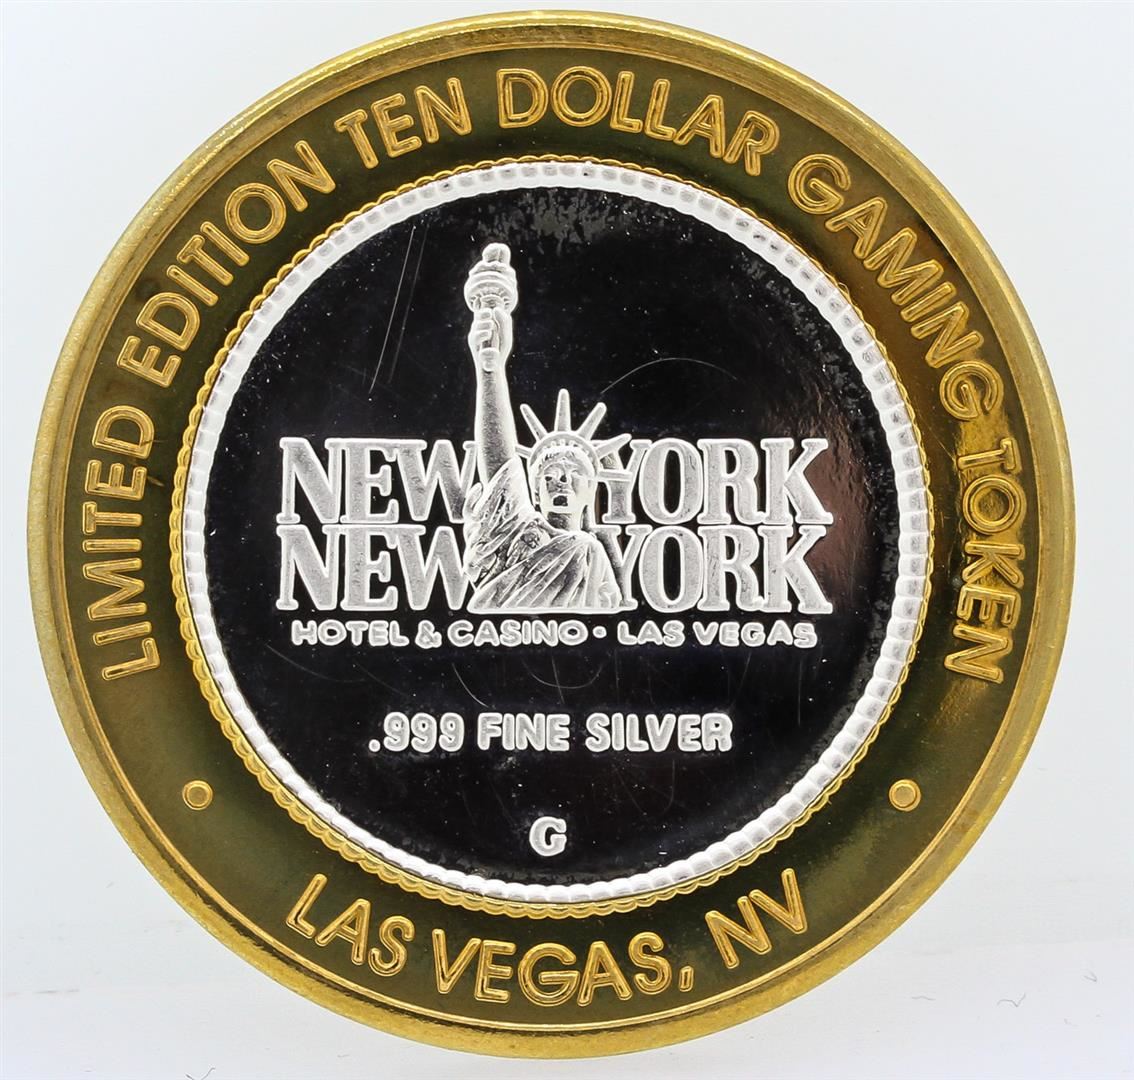 LIMITED EDITION TEN DOLLAR GAMING TOKEN
NEW YORK
NEW YORK
HOTEL & CASINO • LAS VEGAS
.999 FINE SILVER
G
• LAS VEGAS, NV •